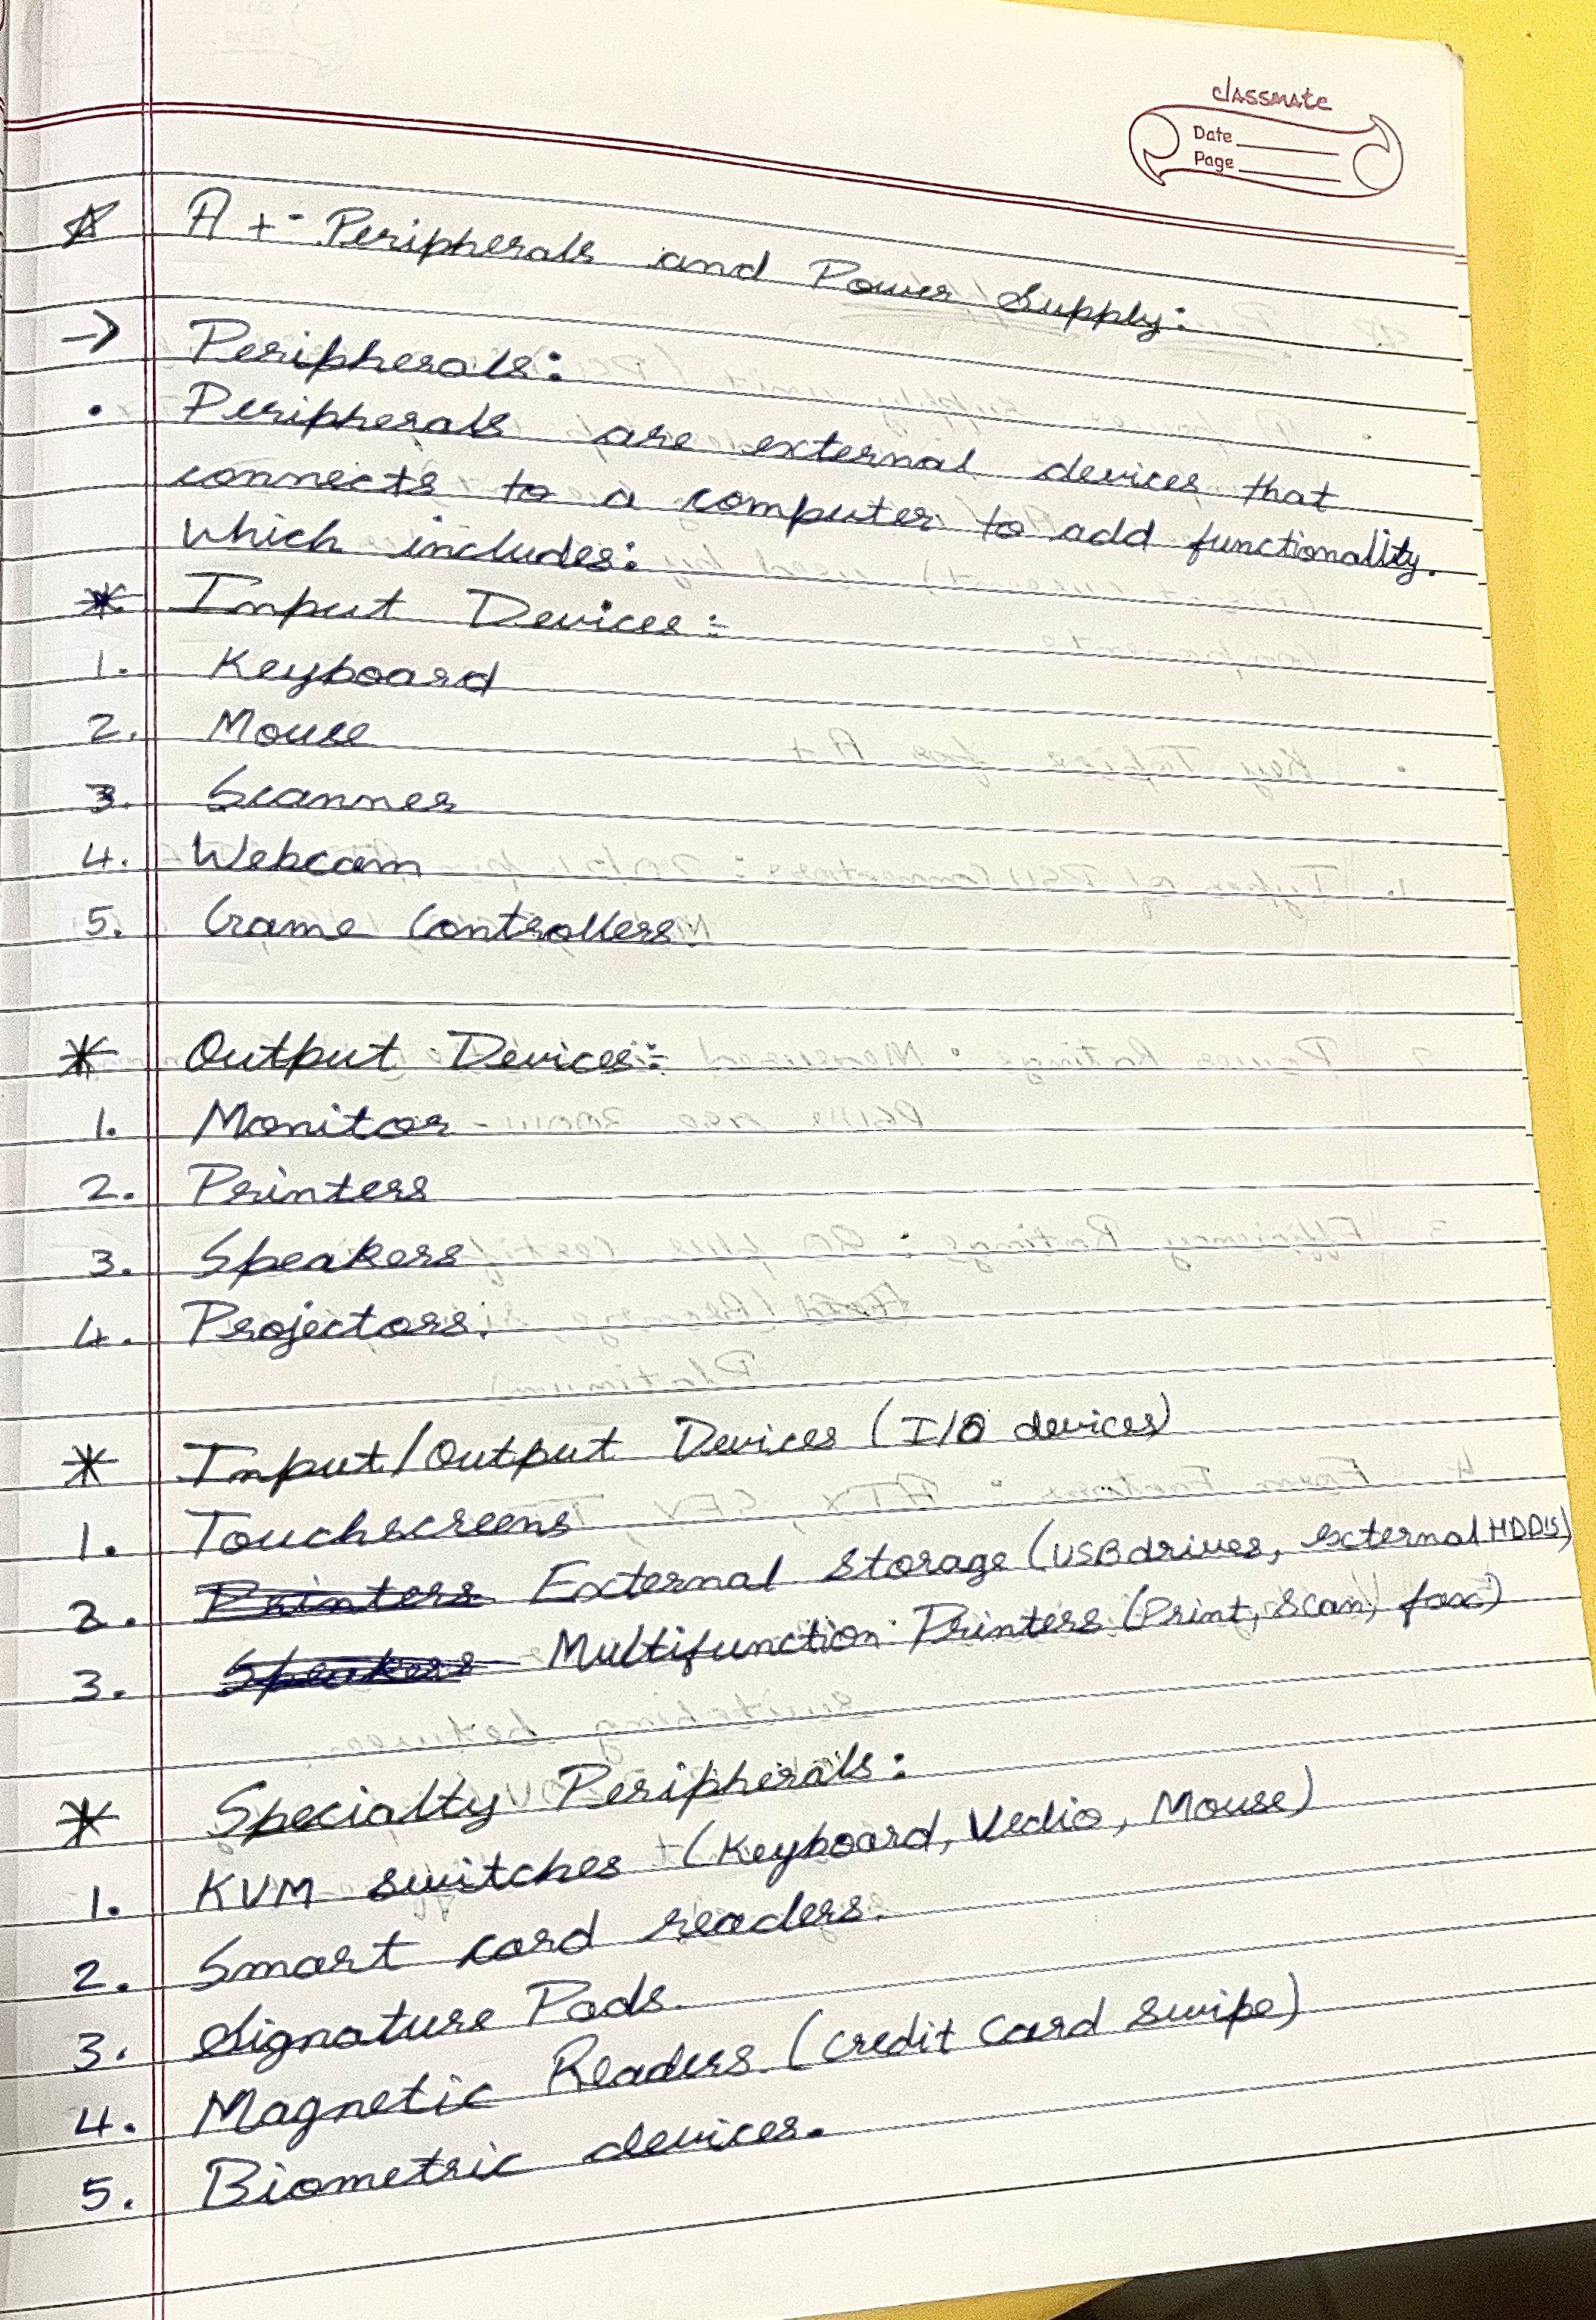 classmate
Date
Page
A+ - Peripherals and Power Supply:
→ Peripherals:
• Peripherals are external devices that
connects to a computer to add functionality.
which includes:
* Input Devices:
1. Keyboard
2. Mouse
3. Scanner
4. Webcam
5. Game Controllers.
* Output Devices:
1. Monitor
2. Printers
3. Speakers
4. Projectors.
* Input/Output Devices (I/O devices)
1. Touchscreens
2. Printers External Storage (USB drives, external HDD's)
3. Speakers Multifunction Printers (Print, Scan, fax)
* Specialty Peripherals:
1. KVM switches (Keyboard, Vedio, Mouse)
2. Smart card readers.
3. Signature Pads.
4. Magnetic Readers (credit card swipe)
5. Biometric devices.